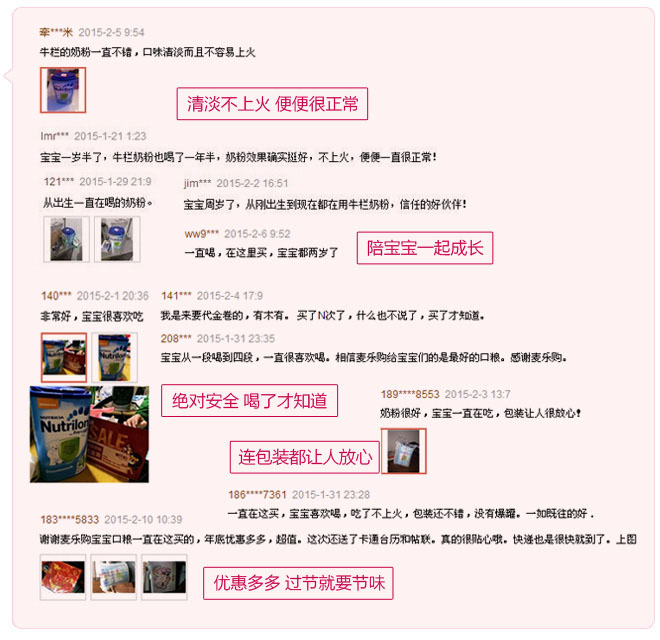 牵***米 2015-2-5 9:54
牛栏的奶粉一直不错，口味清淡而且不容易上火
清淡不上火 便便很正常
lmr*** 2015-1-21 1:23
宝宝一岁半了，牛栏奶粉也喝了一年半，奶粉效果确实挺好，不上火，便便一直很正常！
121*** 2015-1-29 21:9
从出生一直在喝的奶粉。
jim*** 2015-2-2 16:51
宝宝周岁了，从刚出生到现在都在用牛栏奶粉，信任的好伙伴！
ww9*** 2015-2-6 9:52
一直喝，在这里买，宝宝都两岁了
陪宝宝一起成长
140*** 2015-2-1 20:36
非常好，宝宝很喜欢吃
141*** 2015-2-4 17:9
我是来要代金卷的，有木有。 买了N次了，什么也不说了，买了才知道。
208*** 2015-1-31 23:35
宝宝从一段喝到四段，一直很喜欢喝。相信麦乐购给宝宝们的是最好的口粮。感谢麦乐购。
NUTRICIA
Nutrilon
SALE
绝对安全 喝了才知道
189****8553 2015-2-3 13:7
奶粉很好，宝宝一直在吃，包装让人很放心！
连包装都让人放心
186****7361 2015-1-31 23:28
一直在这买，宝宝喜欢喝，吃了不上火，包装还不错，没有爆罐。一如既往的好．
183****5833 2015-2-10 10:39
谢谢麦乐购宝宝口粮一直在这买的，年底优惠多多，超值。这次还送了卡通台历和帖联。真的很贴心哦。快递也是很快就到了。上图
优惠多多 过节就要节味